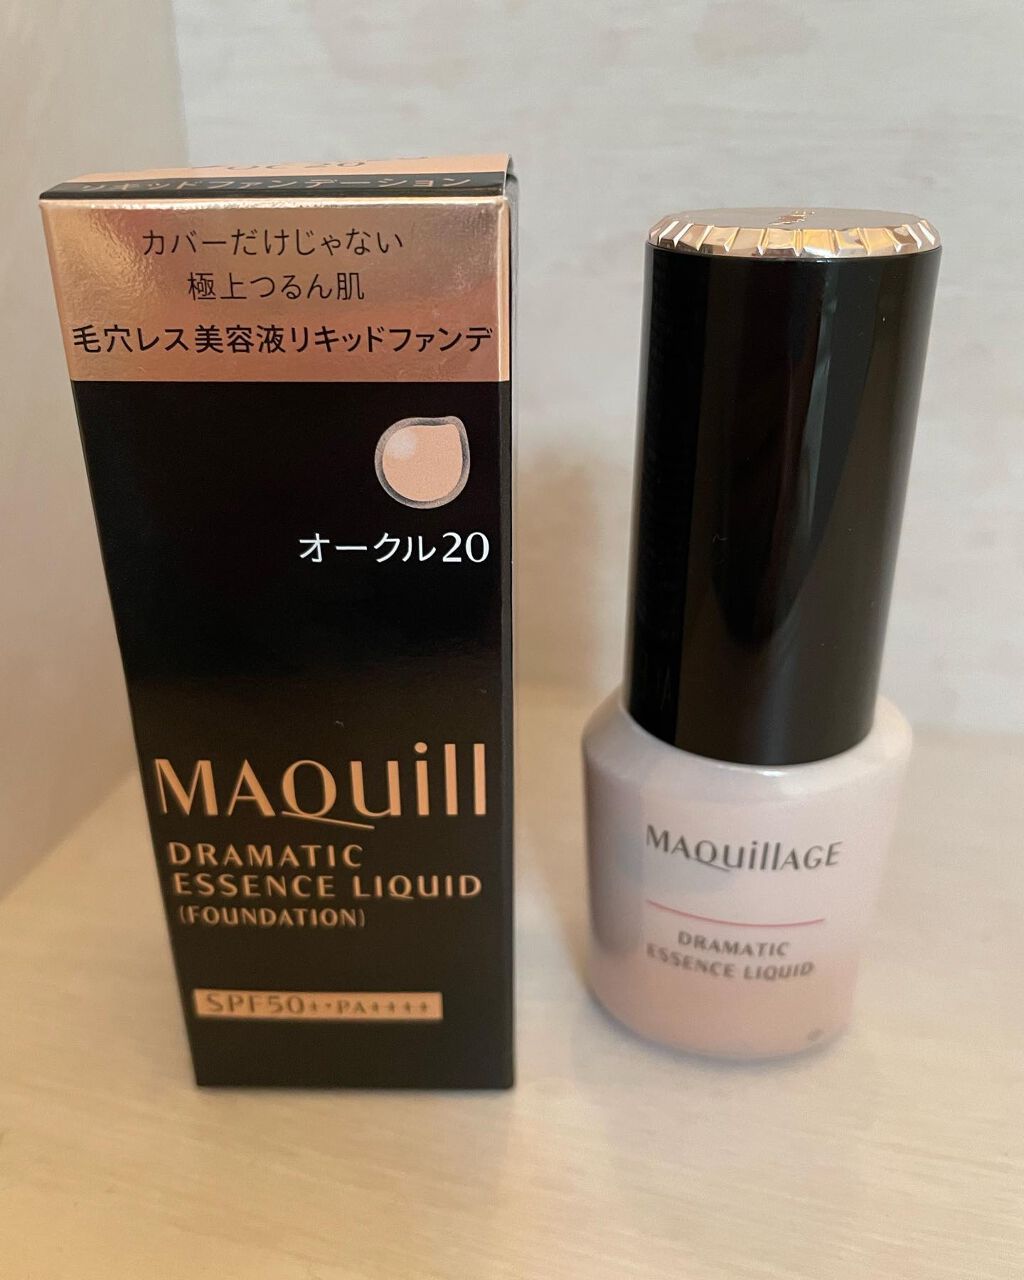 リキッドファンデーション
カバーだけじゃない
極上つるん肌
毛穴レス美容液リキッドファンデ
オークル20
MAQuill
DRAMATIC
ESSENCE LIQUID
(FOUNDATION)
SPF50+・PA++++
MAQuillAGE
DRAMATIC
ESSENCE LIQUID